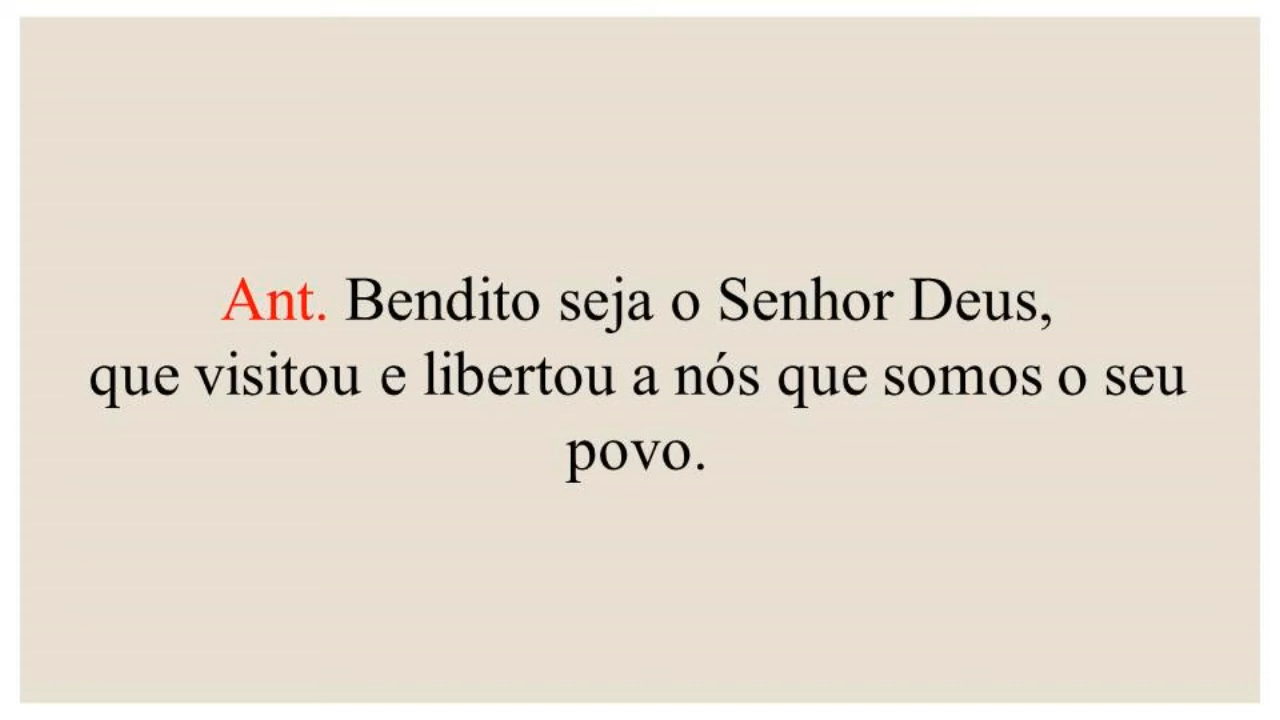 Ant. Bendito seja o Senhor Deus,
que visitou e libertou a nós que somos o seu
povo.